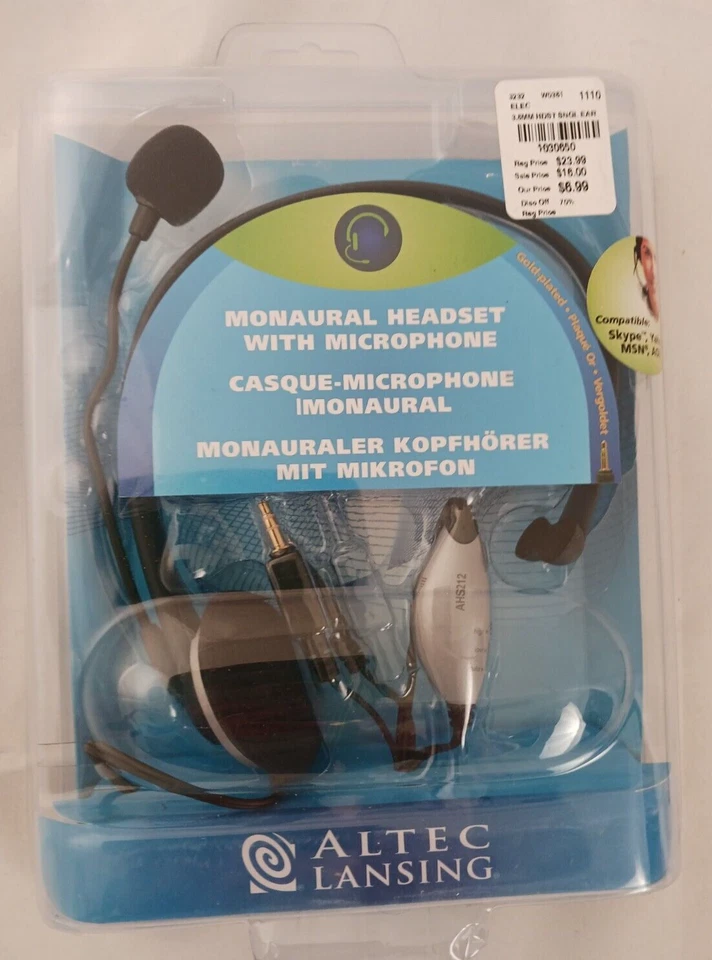 3232 W0361 1110
ELEC
3.5MM HDST SNGL EAR
1030650
Reg Price $23.99
Sale Price $16.00
Our Price $6.99
Disc Off 70%
Reg Price
MONAURAL HEADSET
WITH MICROPHONE
CASQUE-MICROPHONE
MONAURAL
MONAURALER KOPFHÖRER
MIT MIKROFON
Gold-plated • Plaqué Or • Vergoldet
Compatible:
Skype™,
MSN®,
AHS212
ALTEC
LANSING